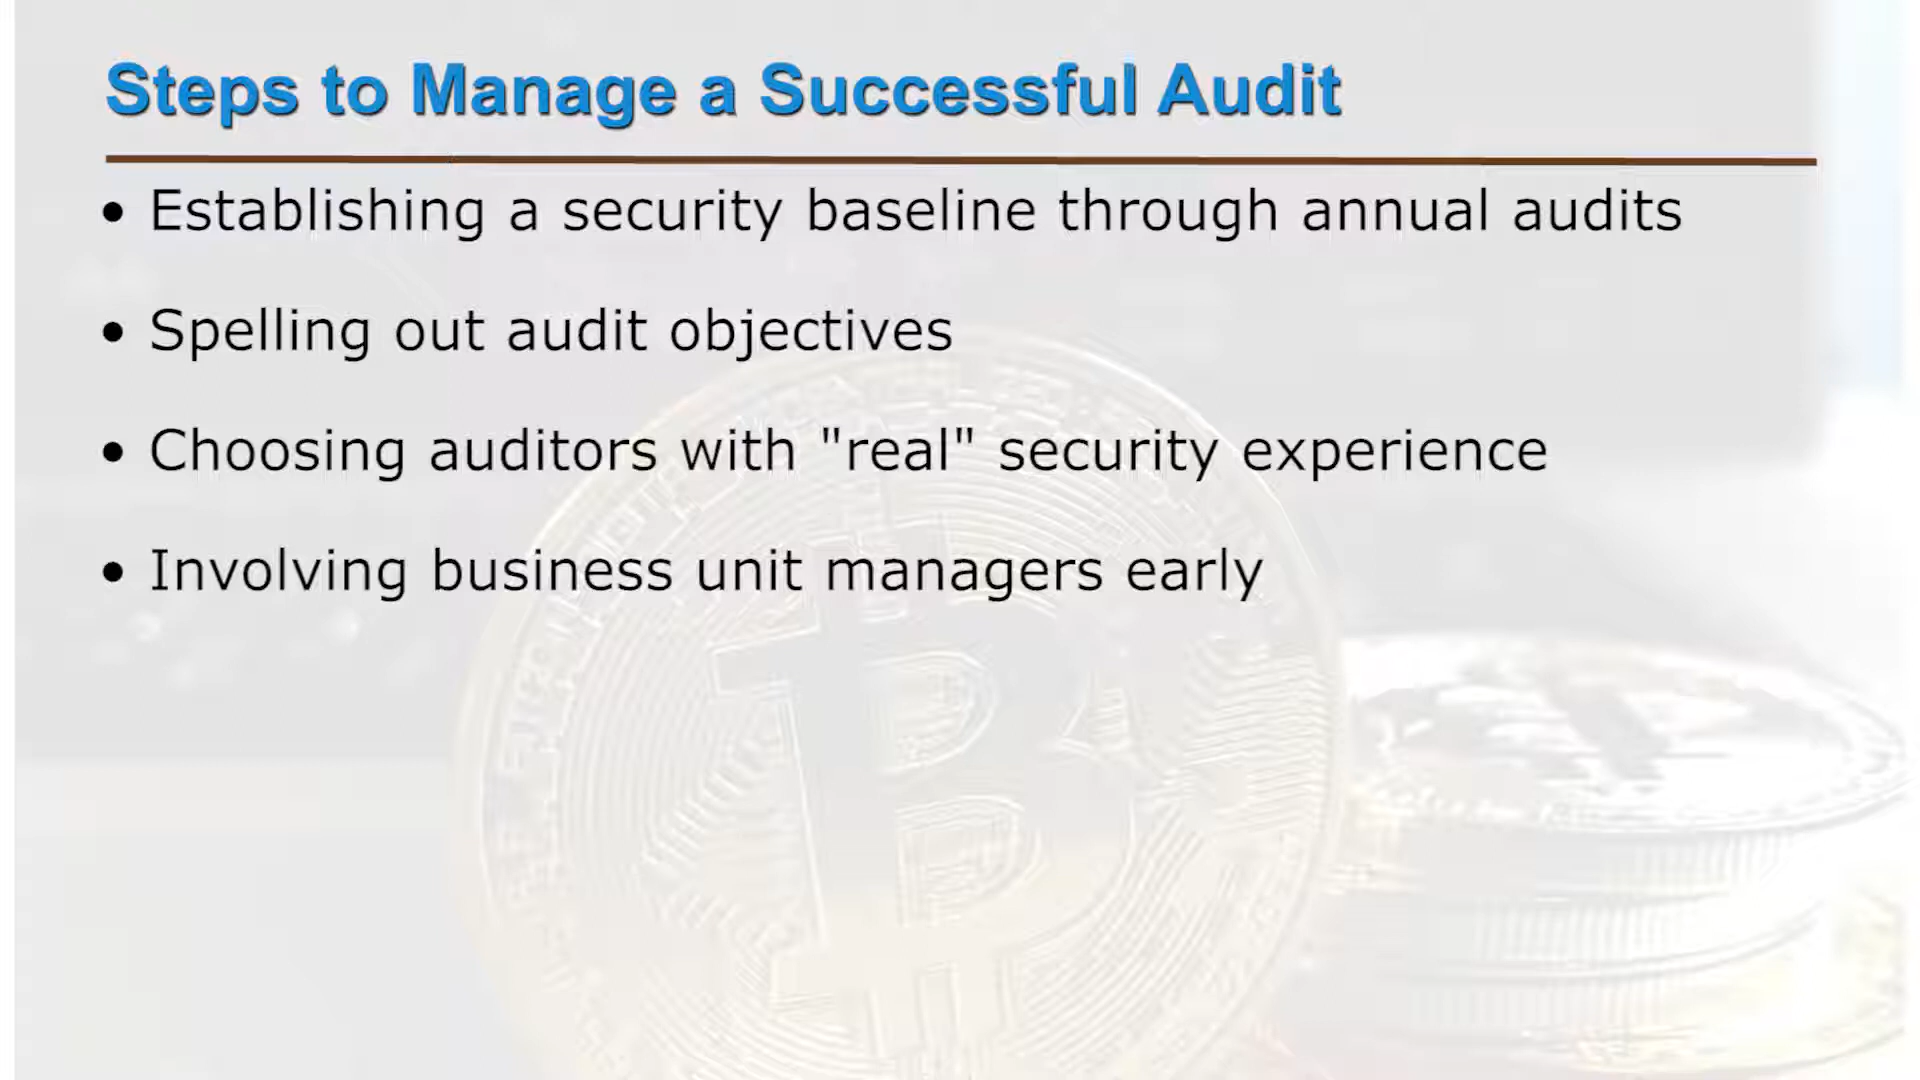 Steps to Manage a Successful Audit
• Establishing a security baseline through annual audits
• Spelling out audit objectives
• Choosing auditors with "real" security experience
• Involving business unit managers early